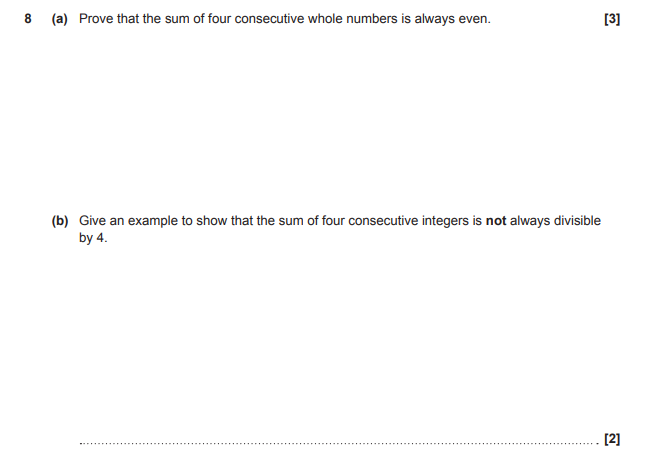 8 (a) Prove that the sum of four consecutive whole numbers is always even. [3]
(b) Give an example to show that the sum of four consecutive integers is not always divisible
by 4.
.................................................................................................................................. . [2]